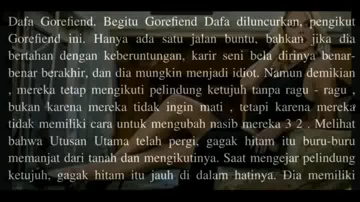 Dafa Gorefiend. Begitu Gorefiend Dafa diluncurkan, pengikut
Gorefiend ini. Hanya ada satu jalan buntu, bahkan jika dia
bertahan dengan keberuntungan, karir seni bela dirinya benar-
benar berakhir, dan dia mungkin menjadi idiot. Namun demikian
, mereka tetap mengikuti pelindung ketujuh tanpa ragu - ragu ,
bukan karena mereka tidak ingin mati , tetapi karena mereka
tidak memiliki cara untuk mengubah nasib mereka 3 2 . Melihat
bahwa Utusan Utama telah pergi, gagak hitam itu buru-buru
memanjat dari tanah dan mengikutinya. Saat mengejar pelindung
ketujuh, gagak hitam itu jauh di dalam hatinya. Dia memiliki